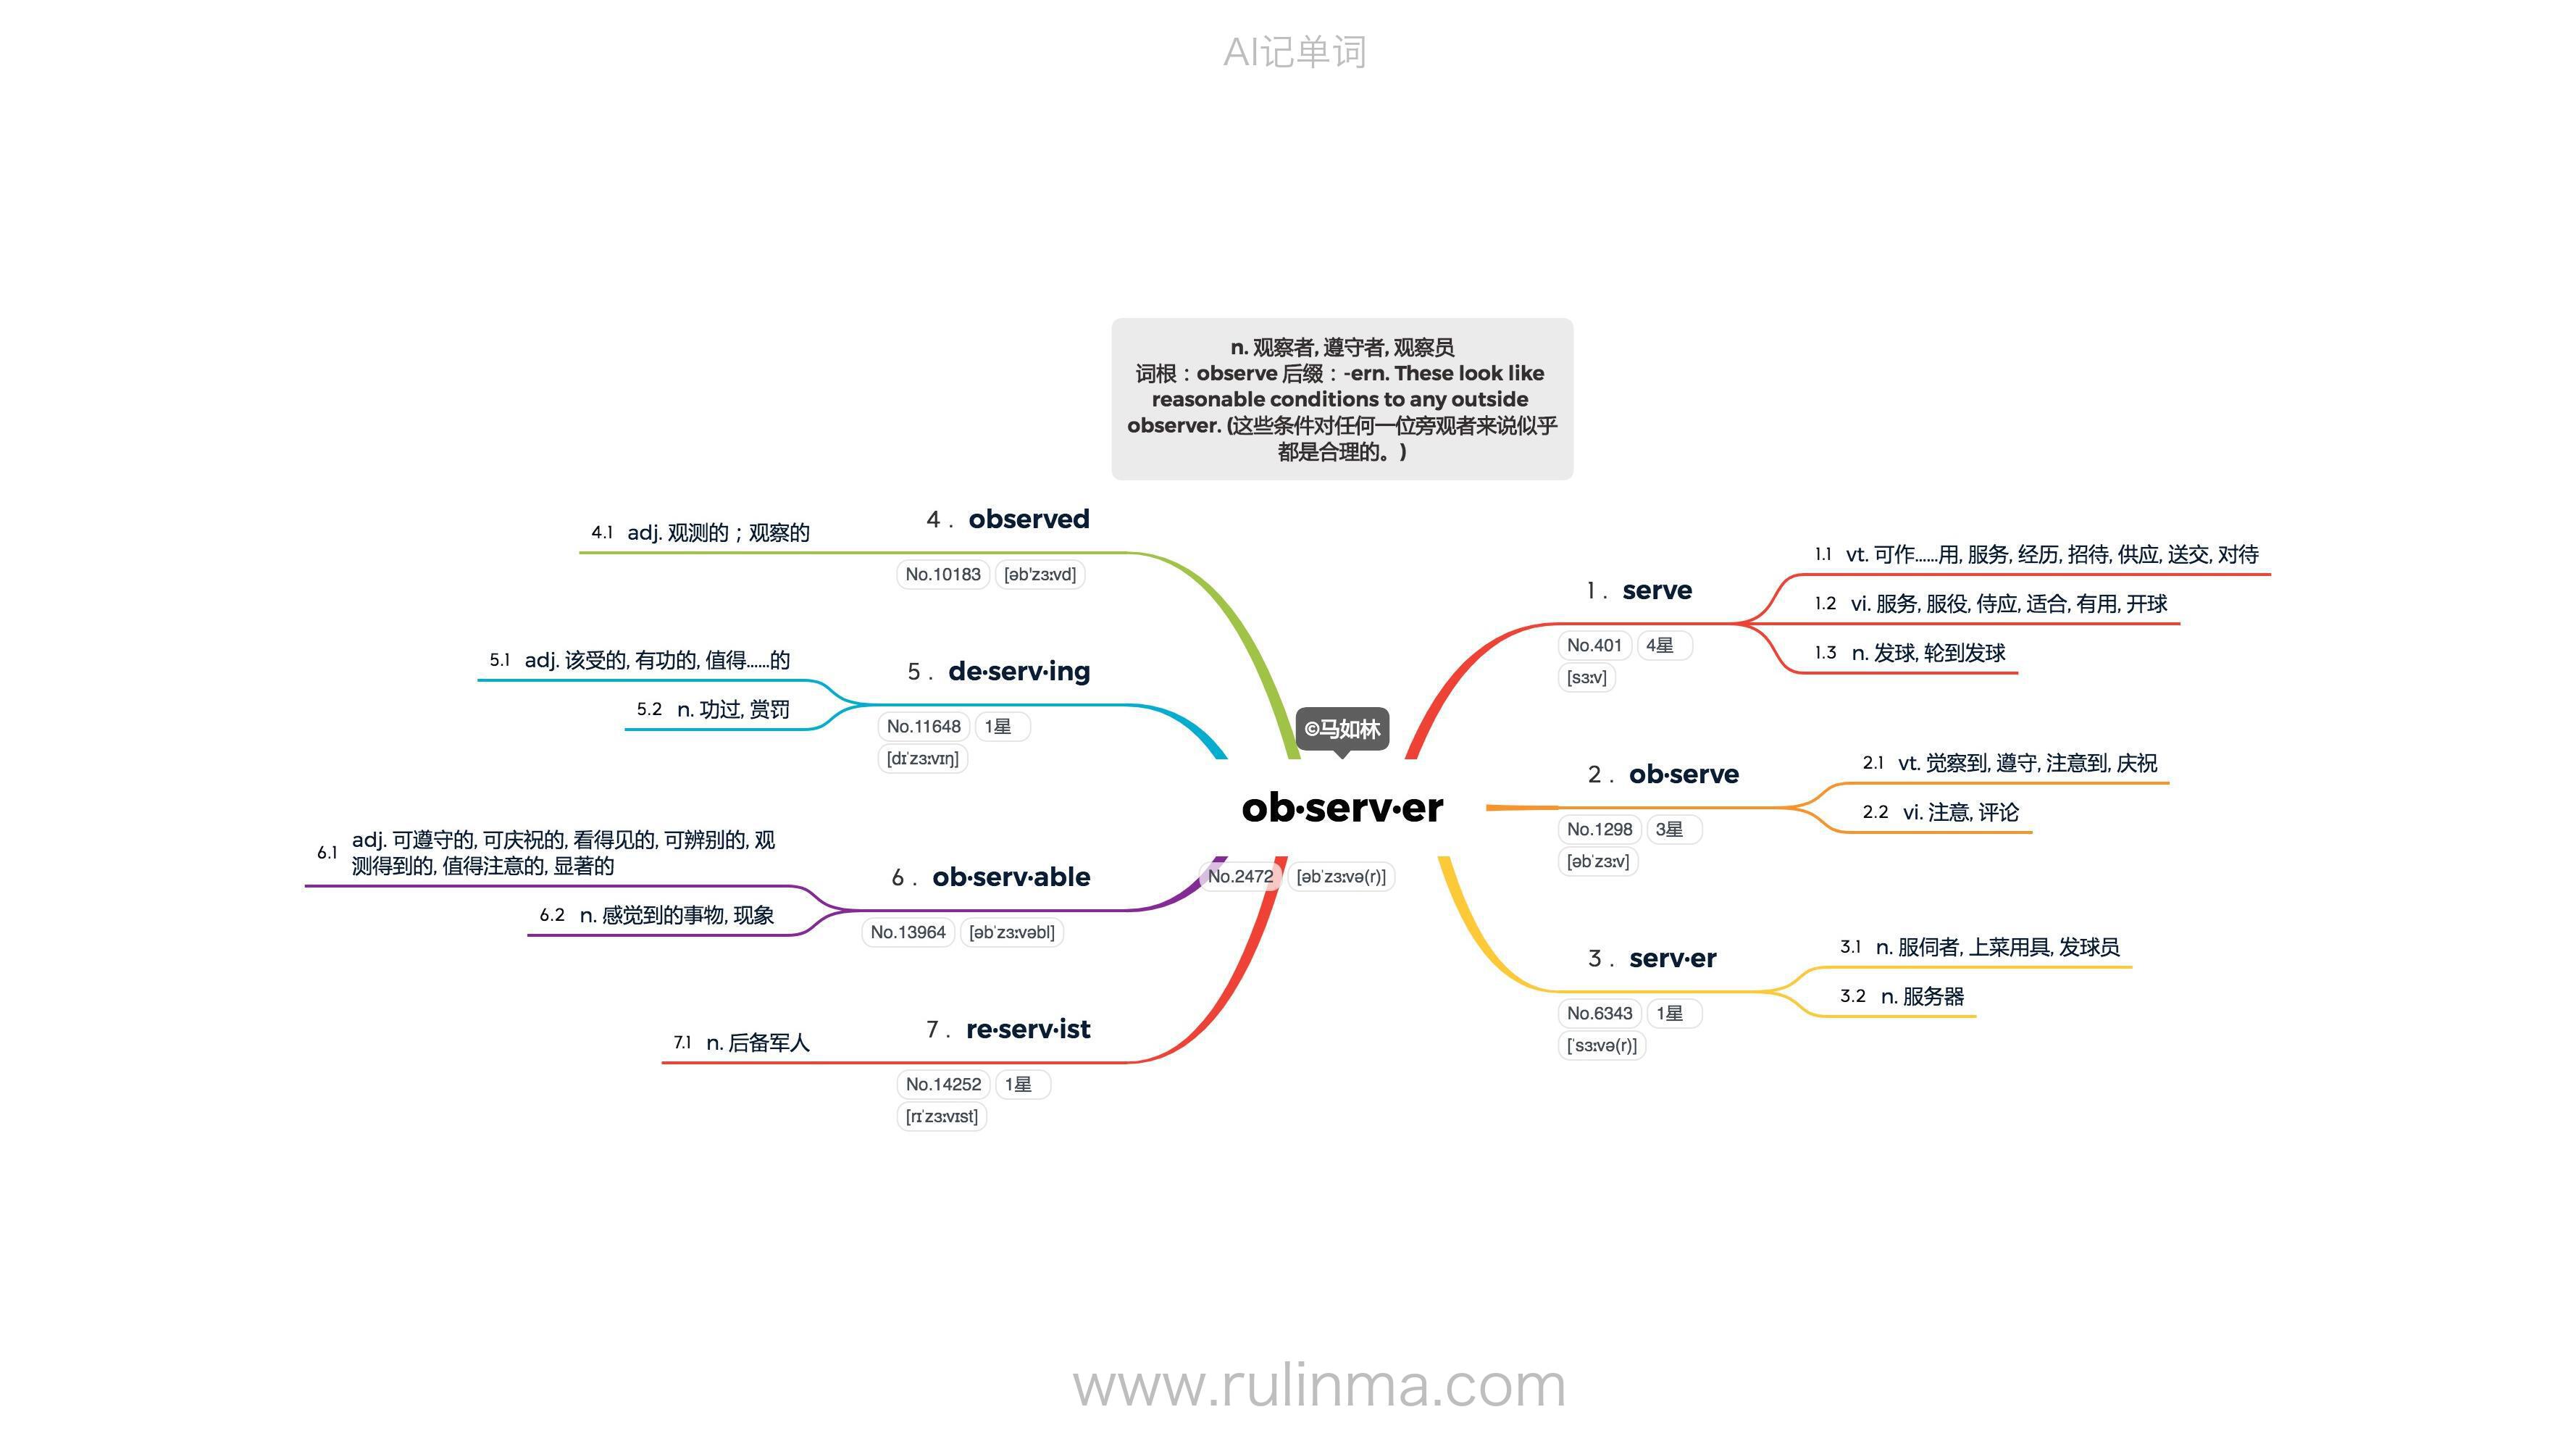 AI记单词
n. 观察者, 遵守者, 观察员
词根：observe 后缀：-ern. These look like
reasonable conditions to any outside
observer. (这些条件对任何一位旁观者来说似乎
都是合理的。)
©马如林
ob·serv·er
No.2472 [əbˈzɜːvə(r)]
1. serve
No.401 4星
[sɜːv]
1.1 vt. 可作……用, 服务, 经历, 招待, 供应, 送交, 对待
1.2 vi. 服务, 服役, 侍应, 适合, 有用, 开球
1.3 n. 发球, 轮到发球
2. ob·serve
No.1298 3星
[əbˈzɜːv]
2.1 vt. 觉察到, 遵守, 注意到, 庆祝
2.2 vi. 注意, 评论
3. serv·er
No.6343 1星
[ˈsɜːvə(r)]
3.1 n. 服伺者, 上菜用具, 发球员
3.2 n. 服务器
4. observed
No.10183 [əb'zɜːvd]
4.1 adj. 观测的；观察的
5. de·serv·ing
No.11648 1星
[dɪˈzɜːvɪŋ]
5.1 adj. 该受的, 有功的, 值得……的
5.2 n. 功过, 赏罚
6. ob·serv·able
No.13964 [əbˈzɜːvəbl]
6.1 adj. 可遵守的, 可庆祝的, 看得见的, 可辨别的, 观
测得到的, 值得注意的, 显著的
6.2 n. 感觉到的事物, 现象
7. re·serv·ist
No.14252 1星
[rɪˈzɜːvɪst]
7.1 n. 后备军人
www.rulinma.com